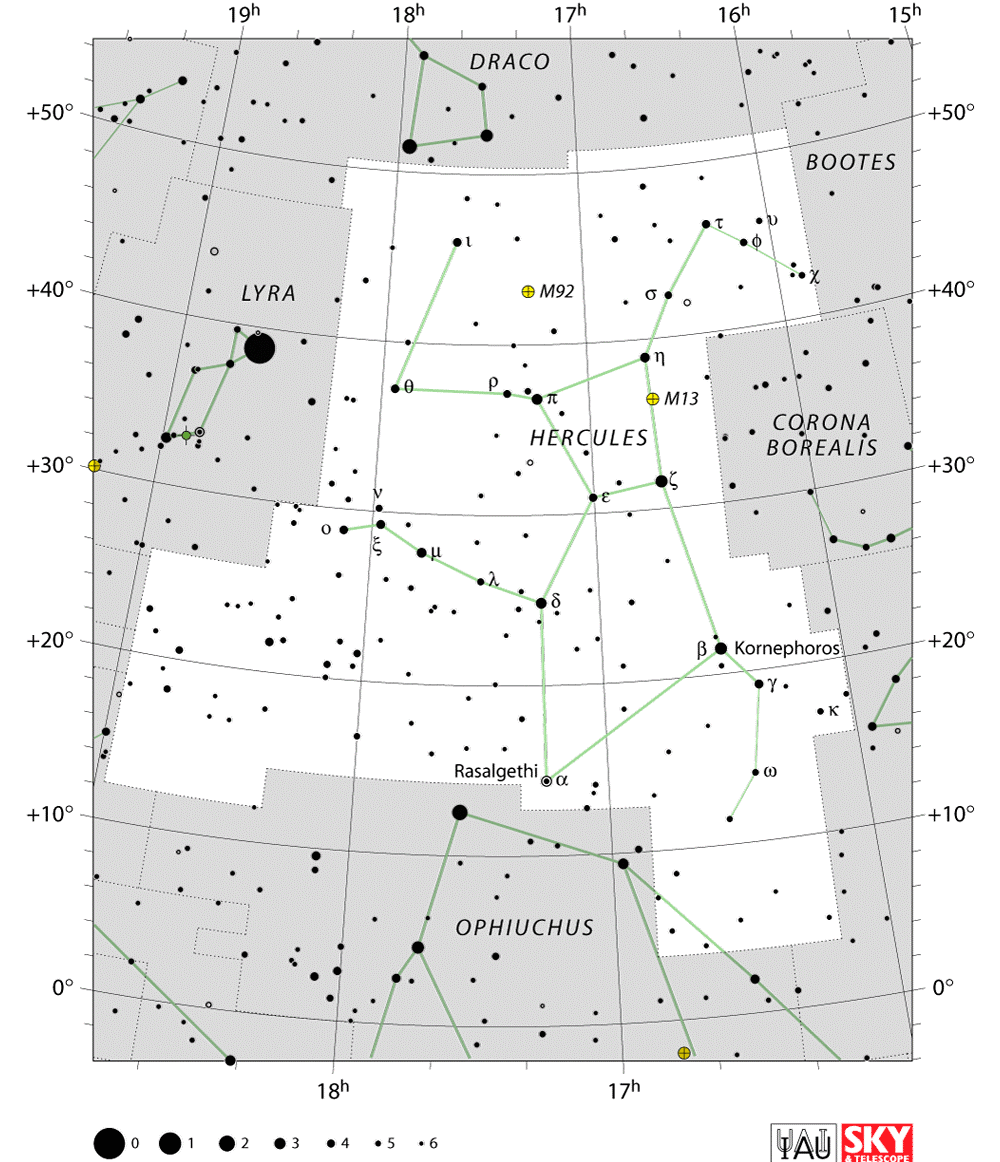 19h 18h 17h 16h 15h
DRACO
+50° +50°
BOOTES
τ υ
ι φ
χ
+40° LYRA M92 σ +40°
η
θ ρ π M13
HERCULES CORONA
BOREALIS
+30° ε ζ +30°
ν
ο
ξ μ
λ
δ
+20° β Kornephoros +20°
γ
κ
Rasalgethi α ω
+10° +10°
OPHIUCHUS
0° 0°
18h 17h
0 1 2 3 4 5 6
IAU SKY
& TELESCOPE